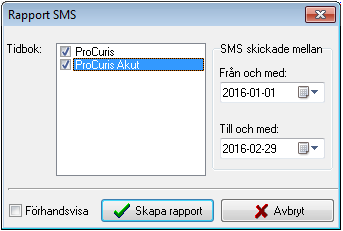 Rapport SMS
Tidbok:
ProCuris
ProCuris Akut
SMS skickade mellan
Från och med:
2016-01-01
Till och med:
2016-02-29
Förhandsvisa
Skapa rapport
Avbryt